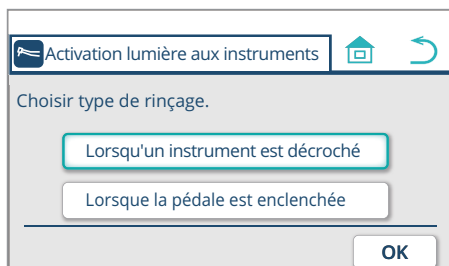 Activation lumière aux instruments
Choisir type de rinçage.
Lorsqu'un instrument est décroché
Lorsque la pédale est enclenchée
OK